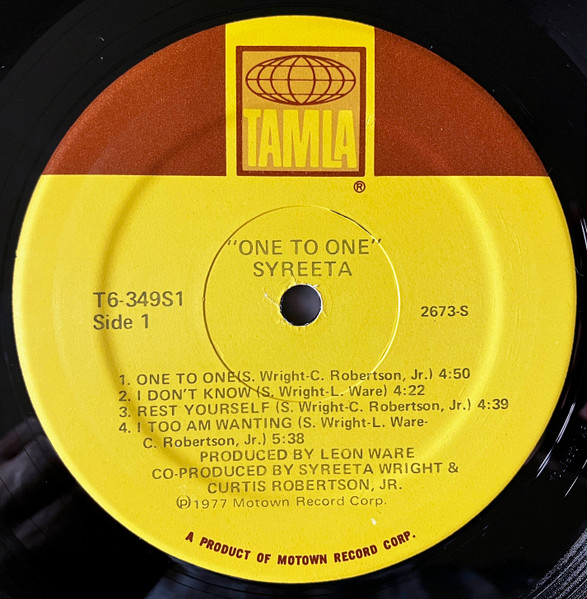 TAMLA
®
"ONE TO ONE"
SYREETA
T6-349S1
Side 1
2673-S
1. ONE TO ONE(S. Wright-C. Robertson, Jr.) 4:50
2. I DON'T KNOW (S. Wright-L. Ware) 4:22
3. REST YOURSELF (S. Wright-C. Robertson, Jr.) 4:39
4. I TOO AM WANTING (S. Wright-L. Ware-
C. Robertson, Jr.) 5:38
PRODUCED BY LEON WARE
CO-PRODUCED BY SYREETA WRIGHT &
CURTIS ROBERTSON, JR.
℗1977 Motown Record Corp.
A PRODUCT OF MOTOWN RECORD CORP.